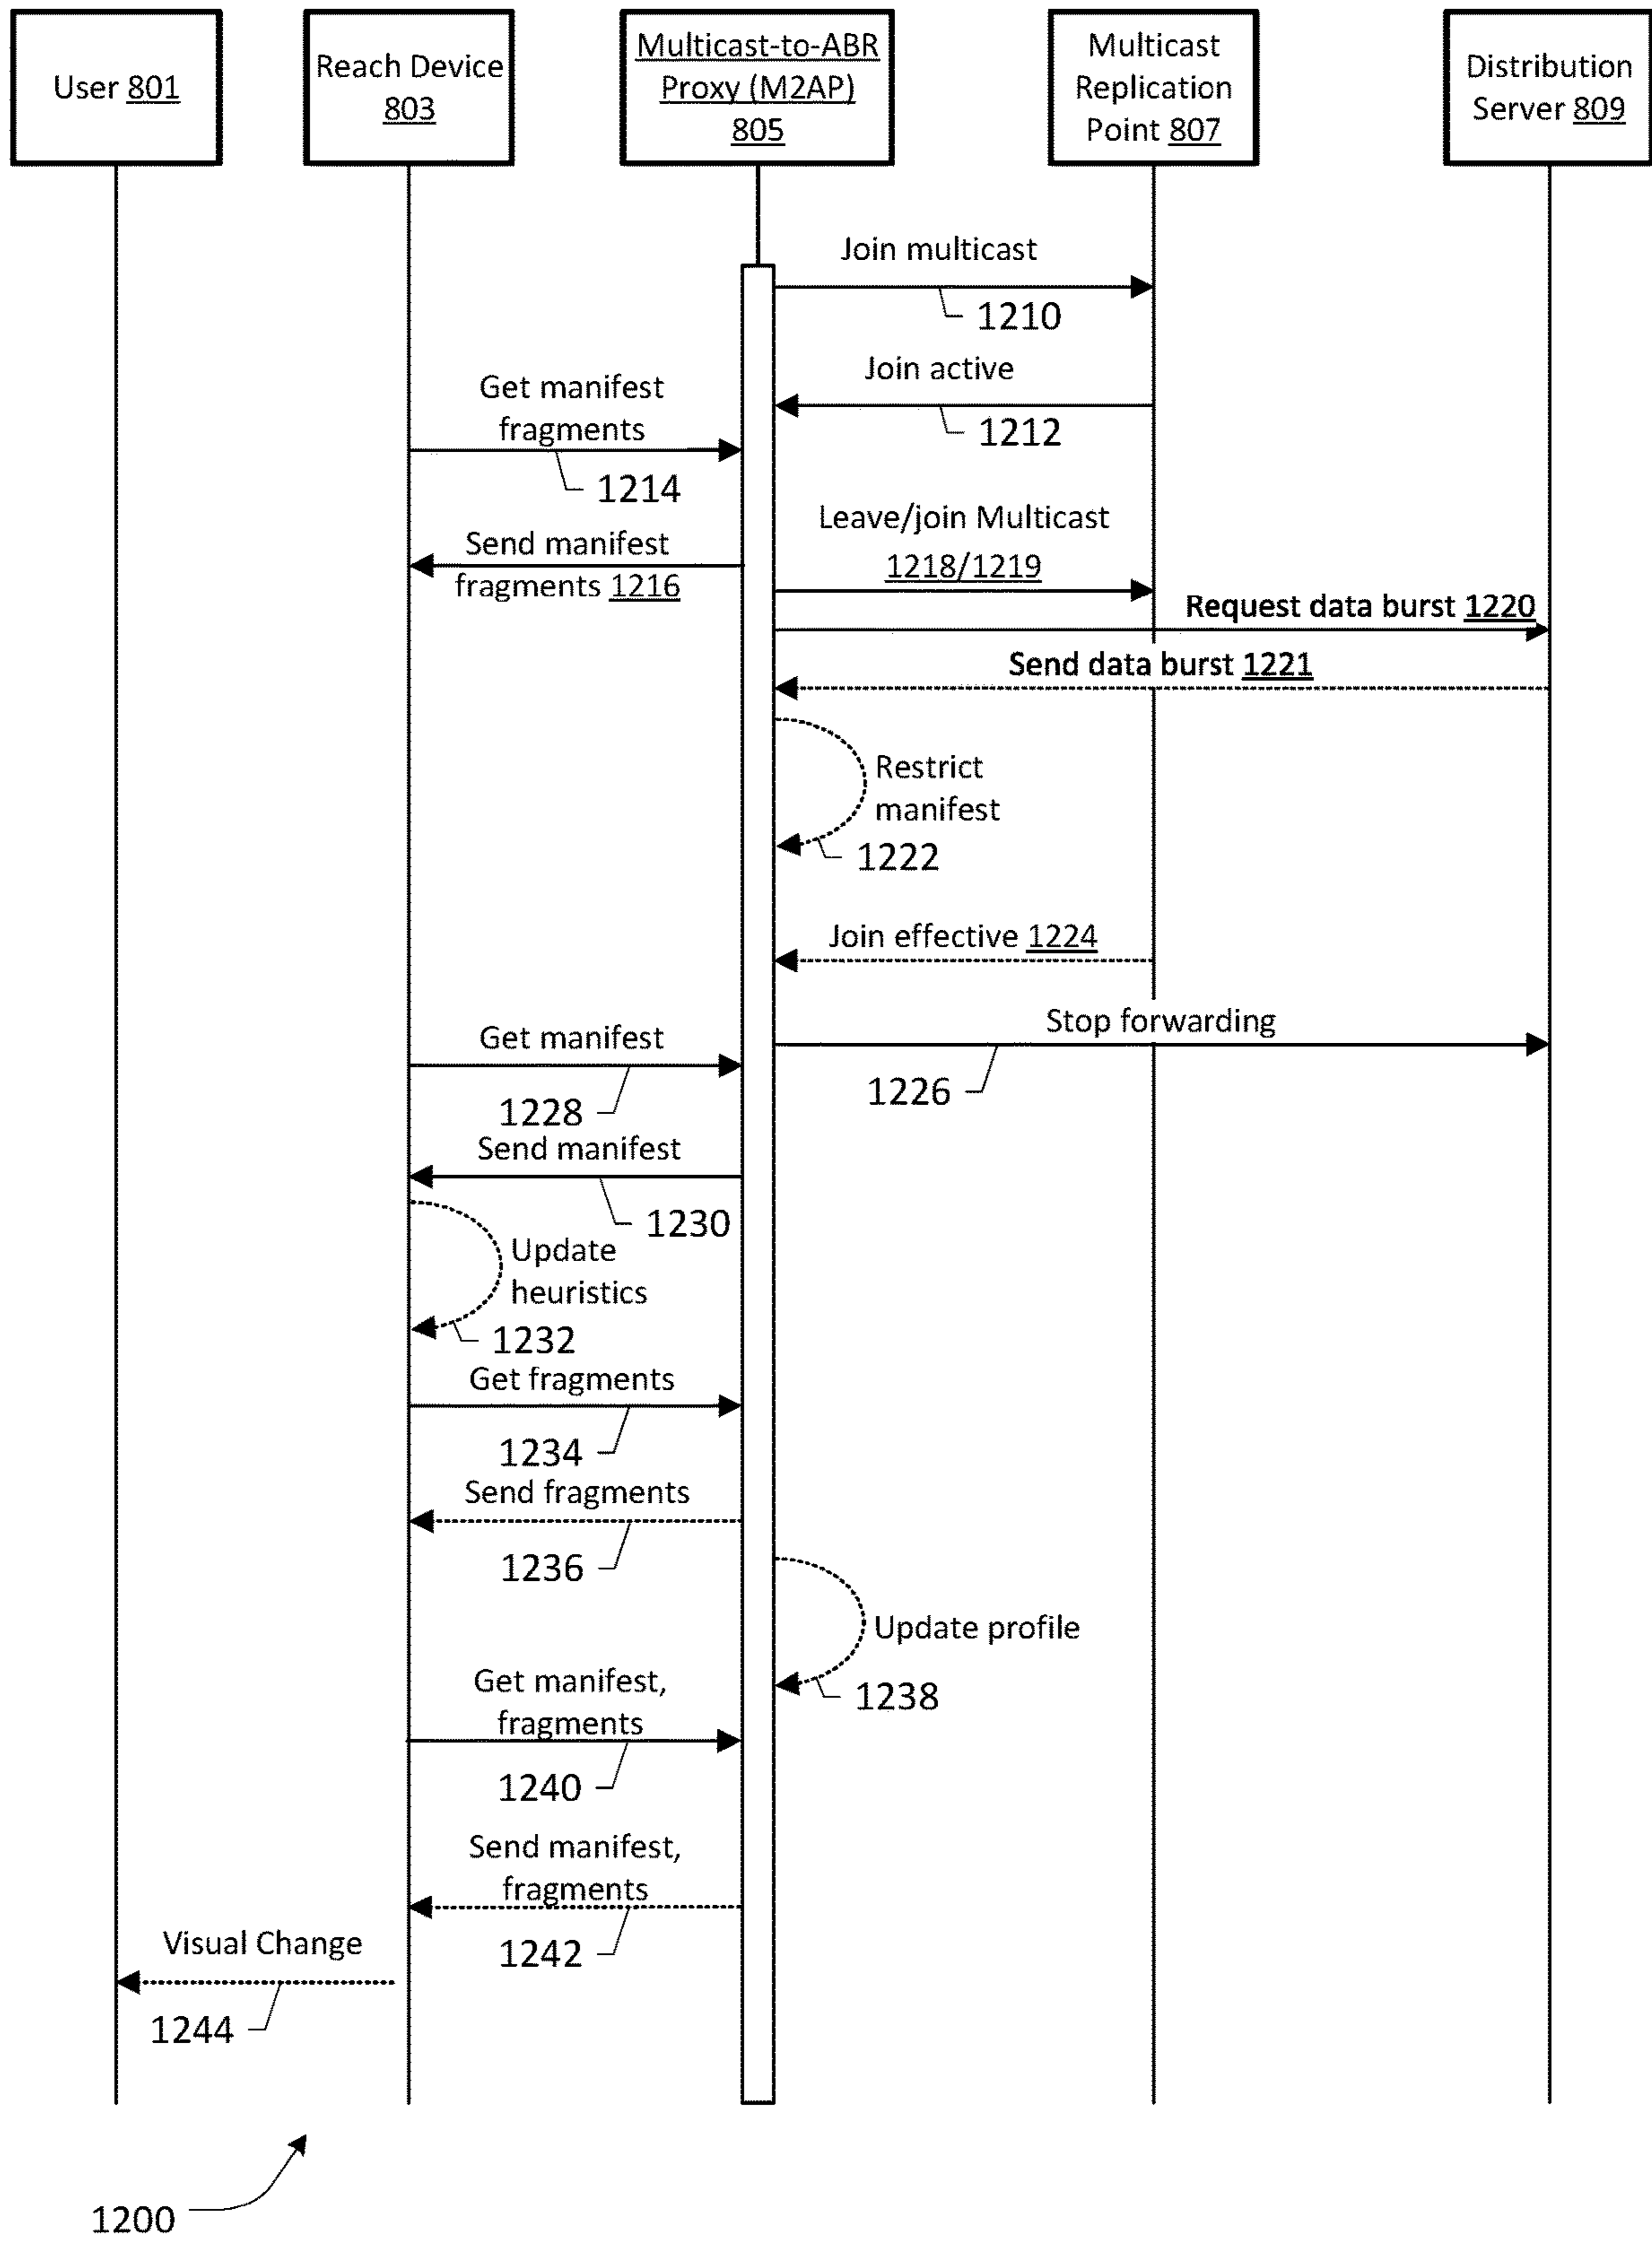 User 801
Reach Device
803
Multicast-to-ABR
Proxy (M2AP)
805
Multicast
Replication
Point 807
Distribution
Server 809
Join multicast
1210
Join active
1212
Get manifest
fragments
1214
Leave/join Multicast
1218/1219
Send manifest
fragments 1216
Request data burst 1220
Send data burst 1221
Restrict
manifest
1222
Join effective 1224
Stop forwarding
1226
Get manifest
1228
Send manifest
1230
Update
heuristics
1232
Get fragments
1234
Send fragments
1236
Update profile
1238
Get manifest,
fragments
1240
Send manifest,
fragments
1242
Visual Change
1244
1200